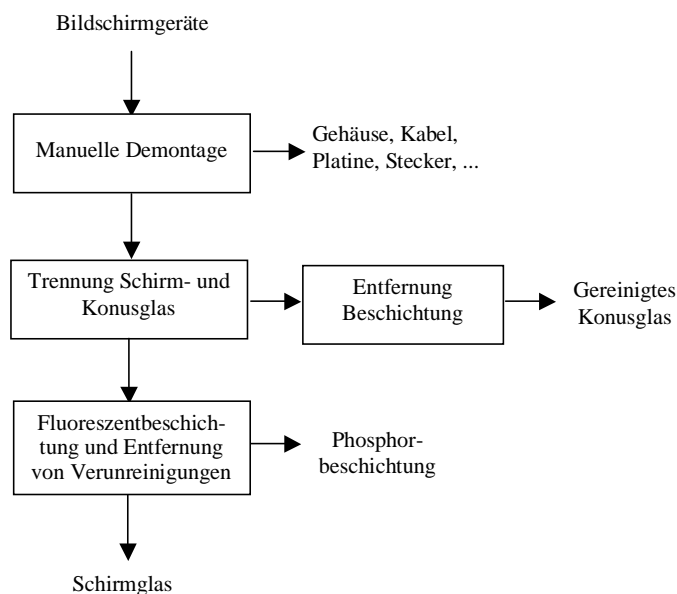 Bildschirmgeräte
Manuelle Demontage
Gehäuse, Kabel,
Platine, Stecker, ...
Trennung Schirm- und
Konusglas
Entfernung
Beschichtung
Gereinigtes
Konusglas
Fluoreszentbeschich-
tung und Entfernung
von Verunreinigungen
Phosphor-
beschichtung
Schirmglas